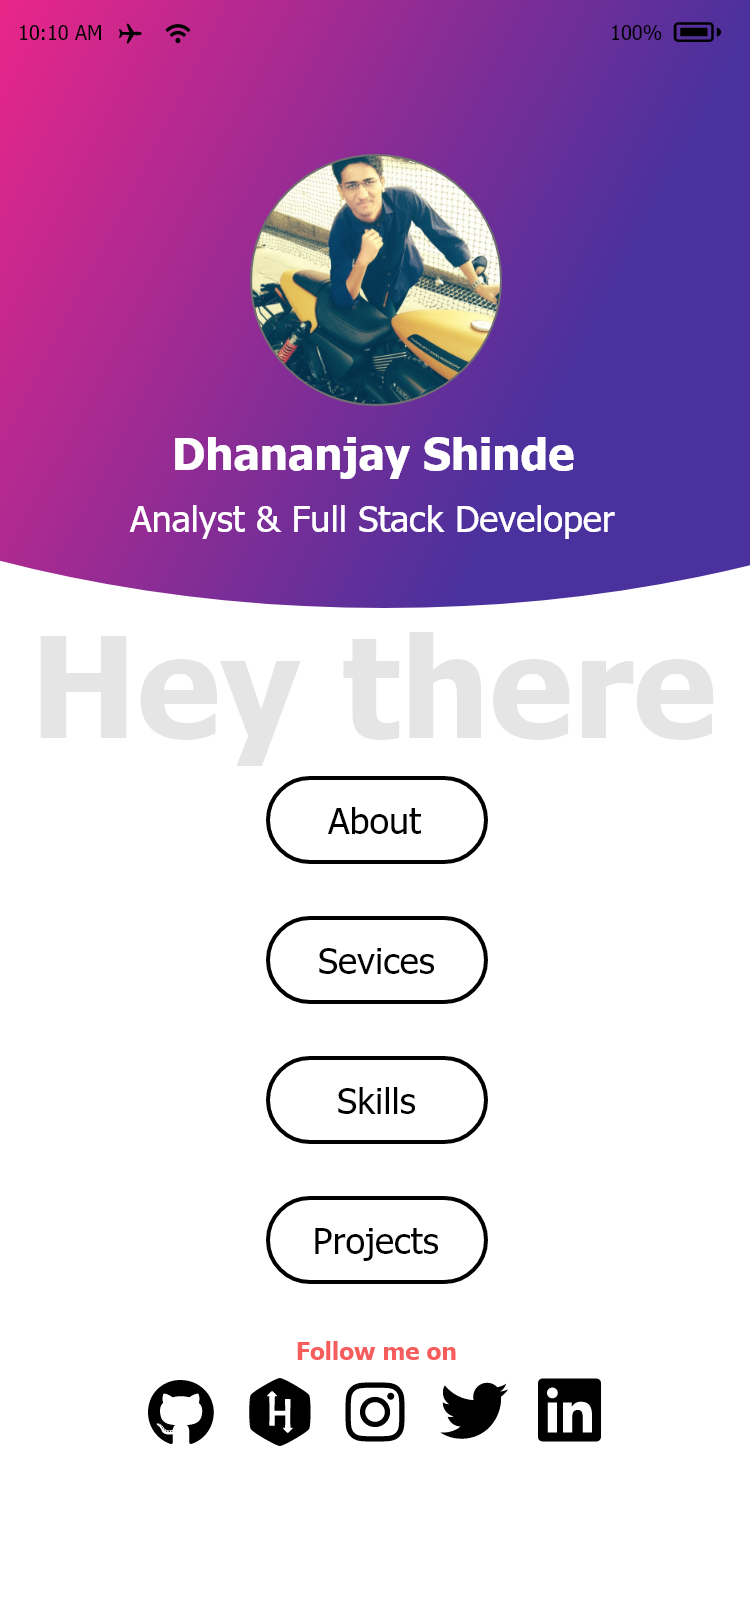 10:10 AM 100%
Dhananjay Shinde
Analyst & Full Stack Developer
Hey there
About
Sevices
Skills
Projects
Follow me on
H in